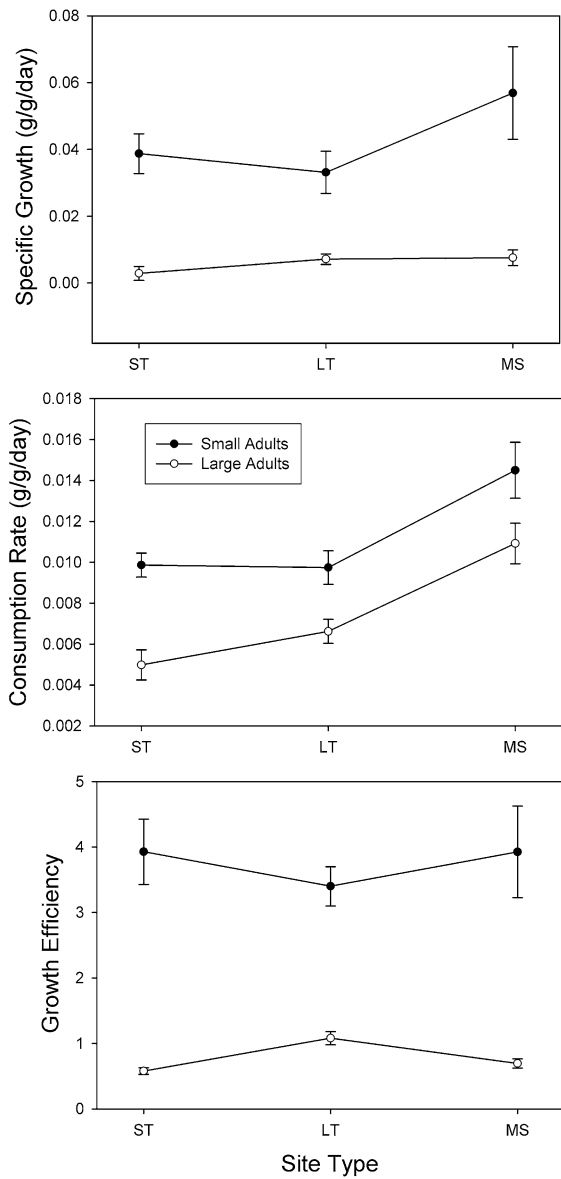 Specific Growth (g/g/day)
0.08
0.06
0.04
0.02
0.00
ST LT MS
Consumption Rate (g/g/day)
0.018
0.016
0.014
0.012
0.010
0.008
0.006
0.004
0.002
Small Adults
Large Adults
ST LT MS
Growth Efficiency
5
4
3
2
1
0
ST LT MS
Site Type